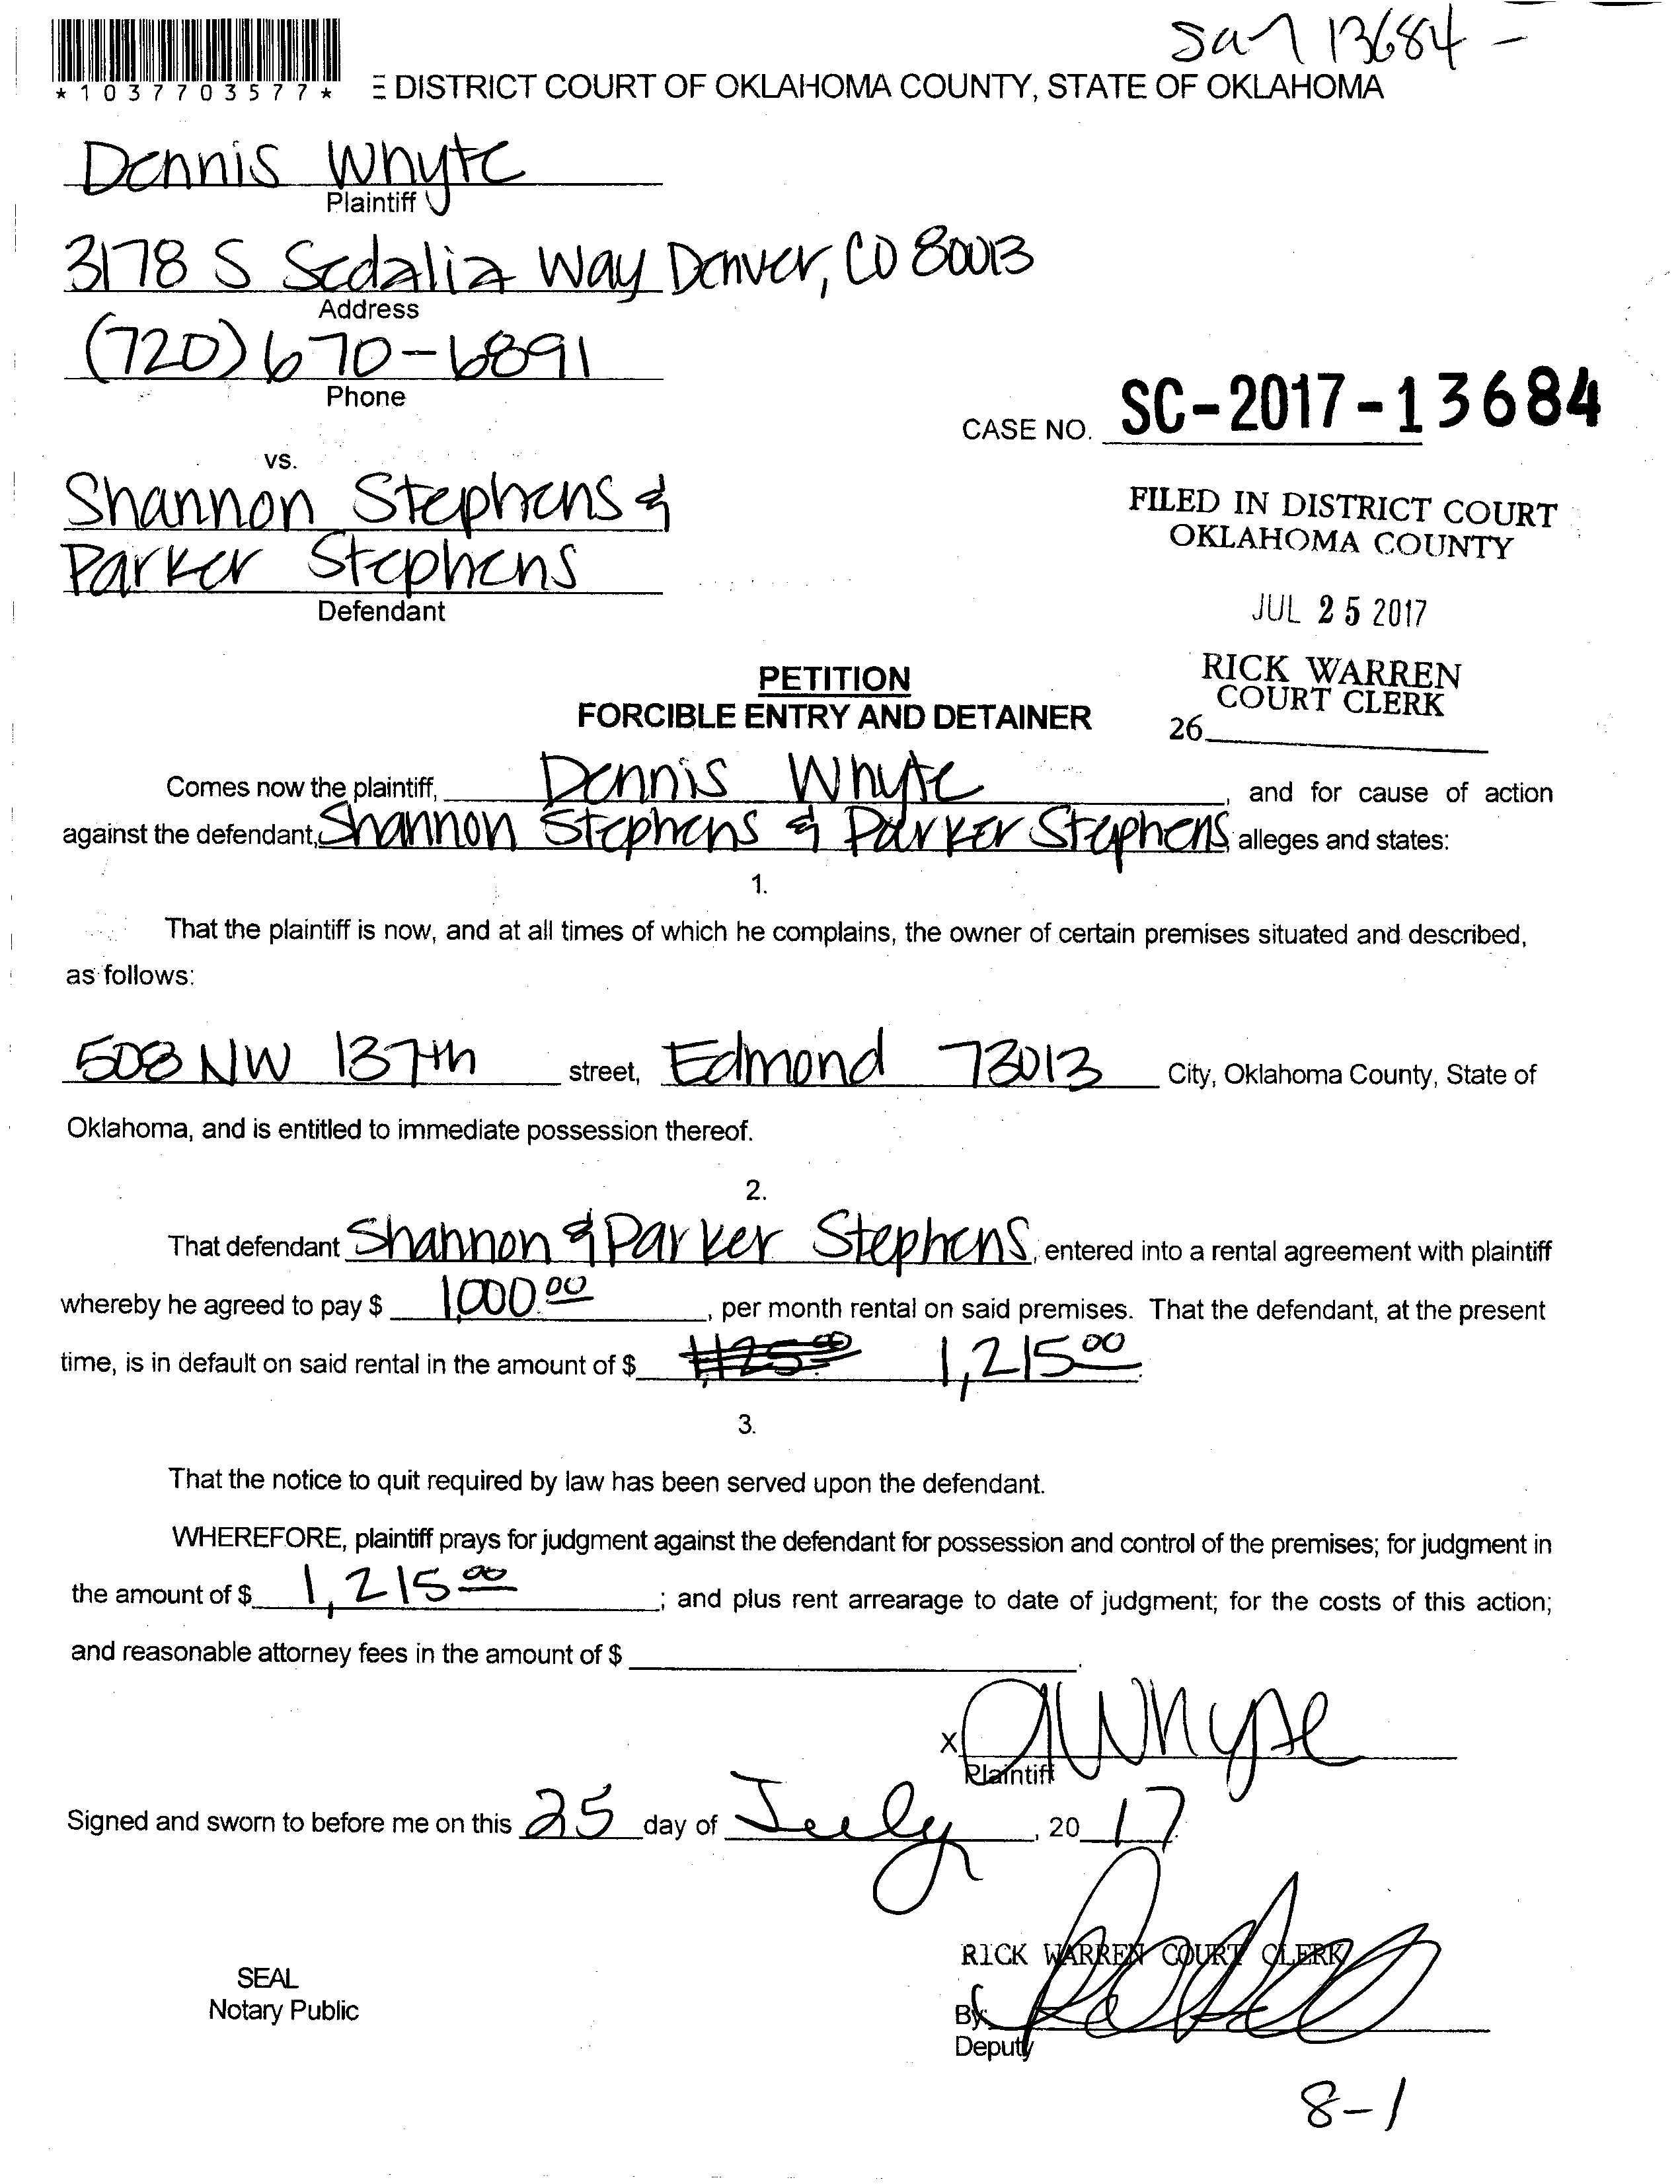 13684 -
*1037703577*
DISTRICT COURT OF OKLAHOMA COUNTY, STATE OF OKLAHOMA
Dennis Whyte
Plaintiff
3178 S Sedalia Way Denver, CO 80013
Address
(720) 670-6891
Phone
CASE NO. SC-2017-13684
vs.
Shannon Stephens &
Parker Stephens
Defendant
FILED IN DISTRICT COURT
OKLAHOMA COUNTY
JUL 25 2017
RICK WARREN
COURT CLERK
26
PETITION
FORCIBLE ENTRY AND DETAINER
Comes now the plaintiff, Dennis Whyte, and for cause of action
against the defendant, Shannon Stephens & Parker Stephens alleges and states:
1.
That the plaintiff is now, and at all times of which he complains, the owner of certain premises situated and described,
as follows:
508 NW 137th street, Edmond 73013 City, Oklahoma County, State of
Oklahoma, and is entitled to immediate possession thereof.
2.
That defendant Shannon & Parker Stephens, entered into a rental agreement with plaintiff
whereby he agreed to pay $ 1,000.00, per month rental on said premises. That the defendant, at the present
time, is in default on said rental in the amount of $ 1,215.00.
3.
That the notice to quit required by law has been served upon the defendant.
WHEREFORE, plaintiff prays for judgment against the defendant for possession and control of the premises; for judgment in
the amount of $ 1,215.00; and plus rent arrearage to date of judgment; for the costs of this action;
and reasonable attorney fees in the amount of $ .
X Whyte
Plaintiff
Signed and sworn to before me on this 25 day of July, 2017.
RICK WARREN COURT CLERK
SEAL
Notary Public
By:
Deputy
8-1